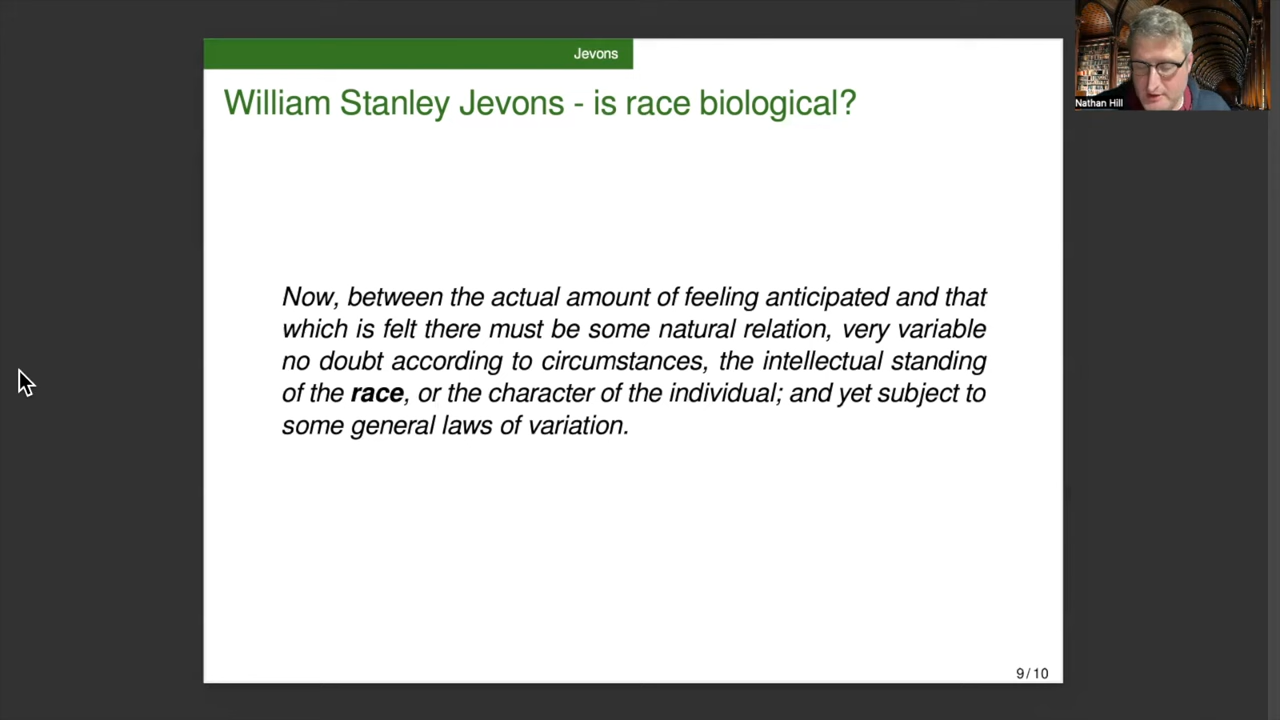 Jevons
William Stanley Jevons - is race biological?
Nathan Hill
Now, between the actual amount of feeling anticipated and that
which is felt there must be some natural relation, very variable
no doubt according to circumstances, the intellectual standing
of the race, or the character of the individual; and yet subject to
some general laws of variation.
9 / 10